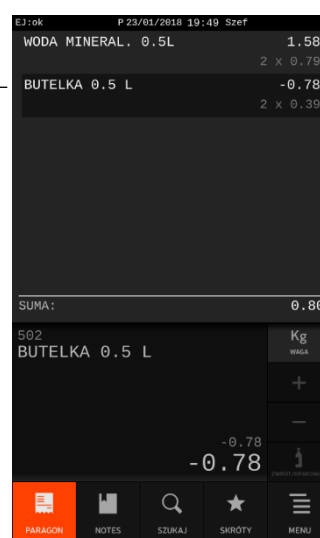 EJ:ok P 23/01/2018 19:49 Szef
WODA MINERAL. 0.5L 1.58
2 x 0.79
BUTELKA 0.5 L -0.78
2 x 0.39
SUMA: 0.80
502
BUTELKA 0.5 L
Kg
WAGA
-0.78
-0.78
PARAGON NOTES SZUKAJ SKRÓTY MENU